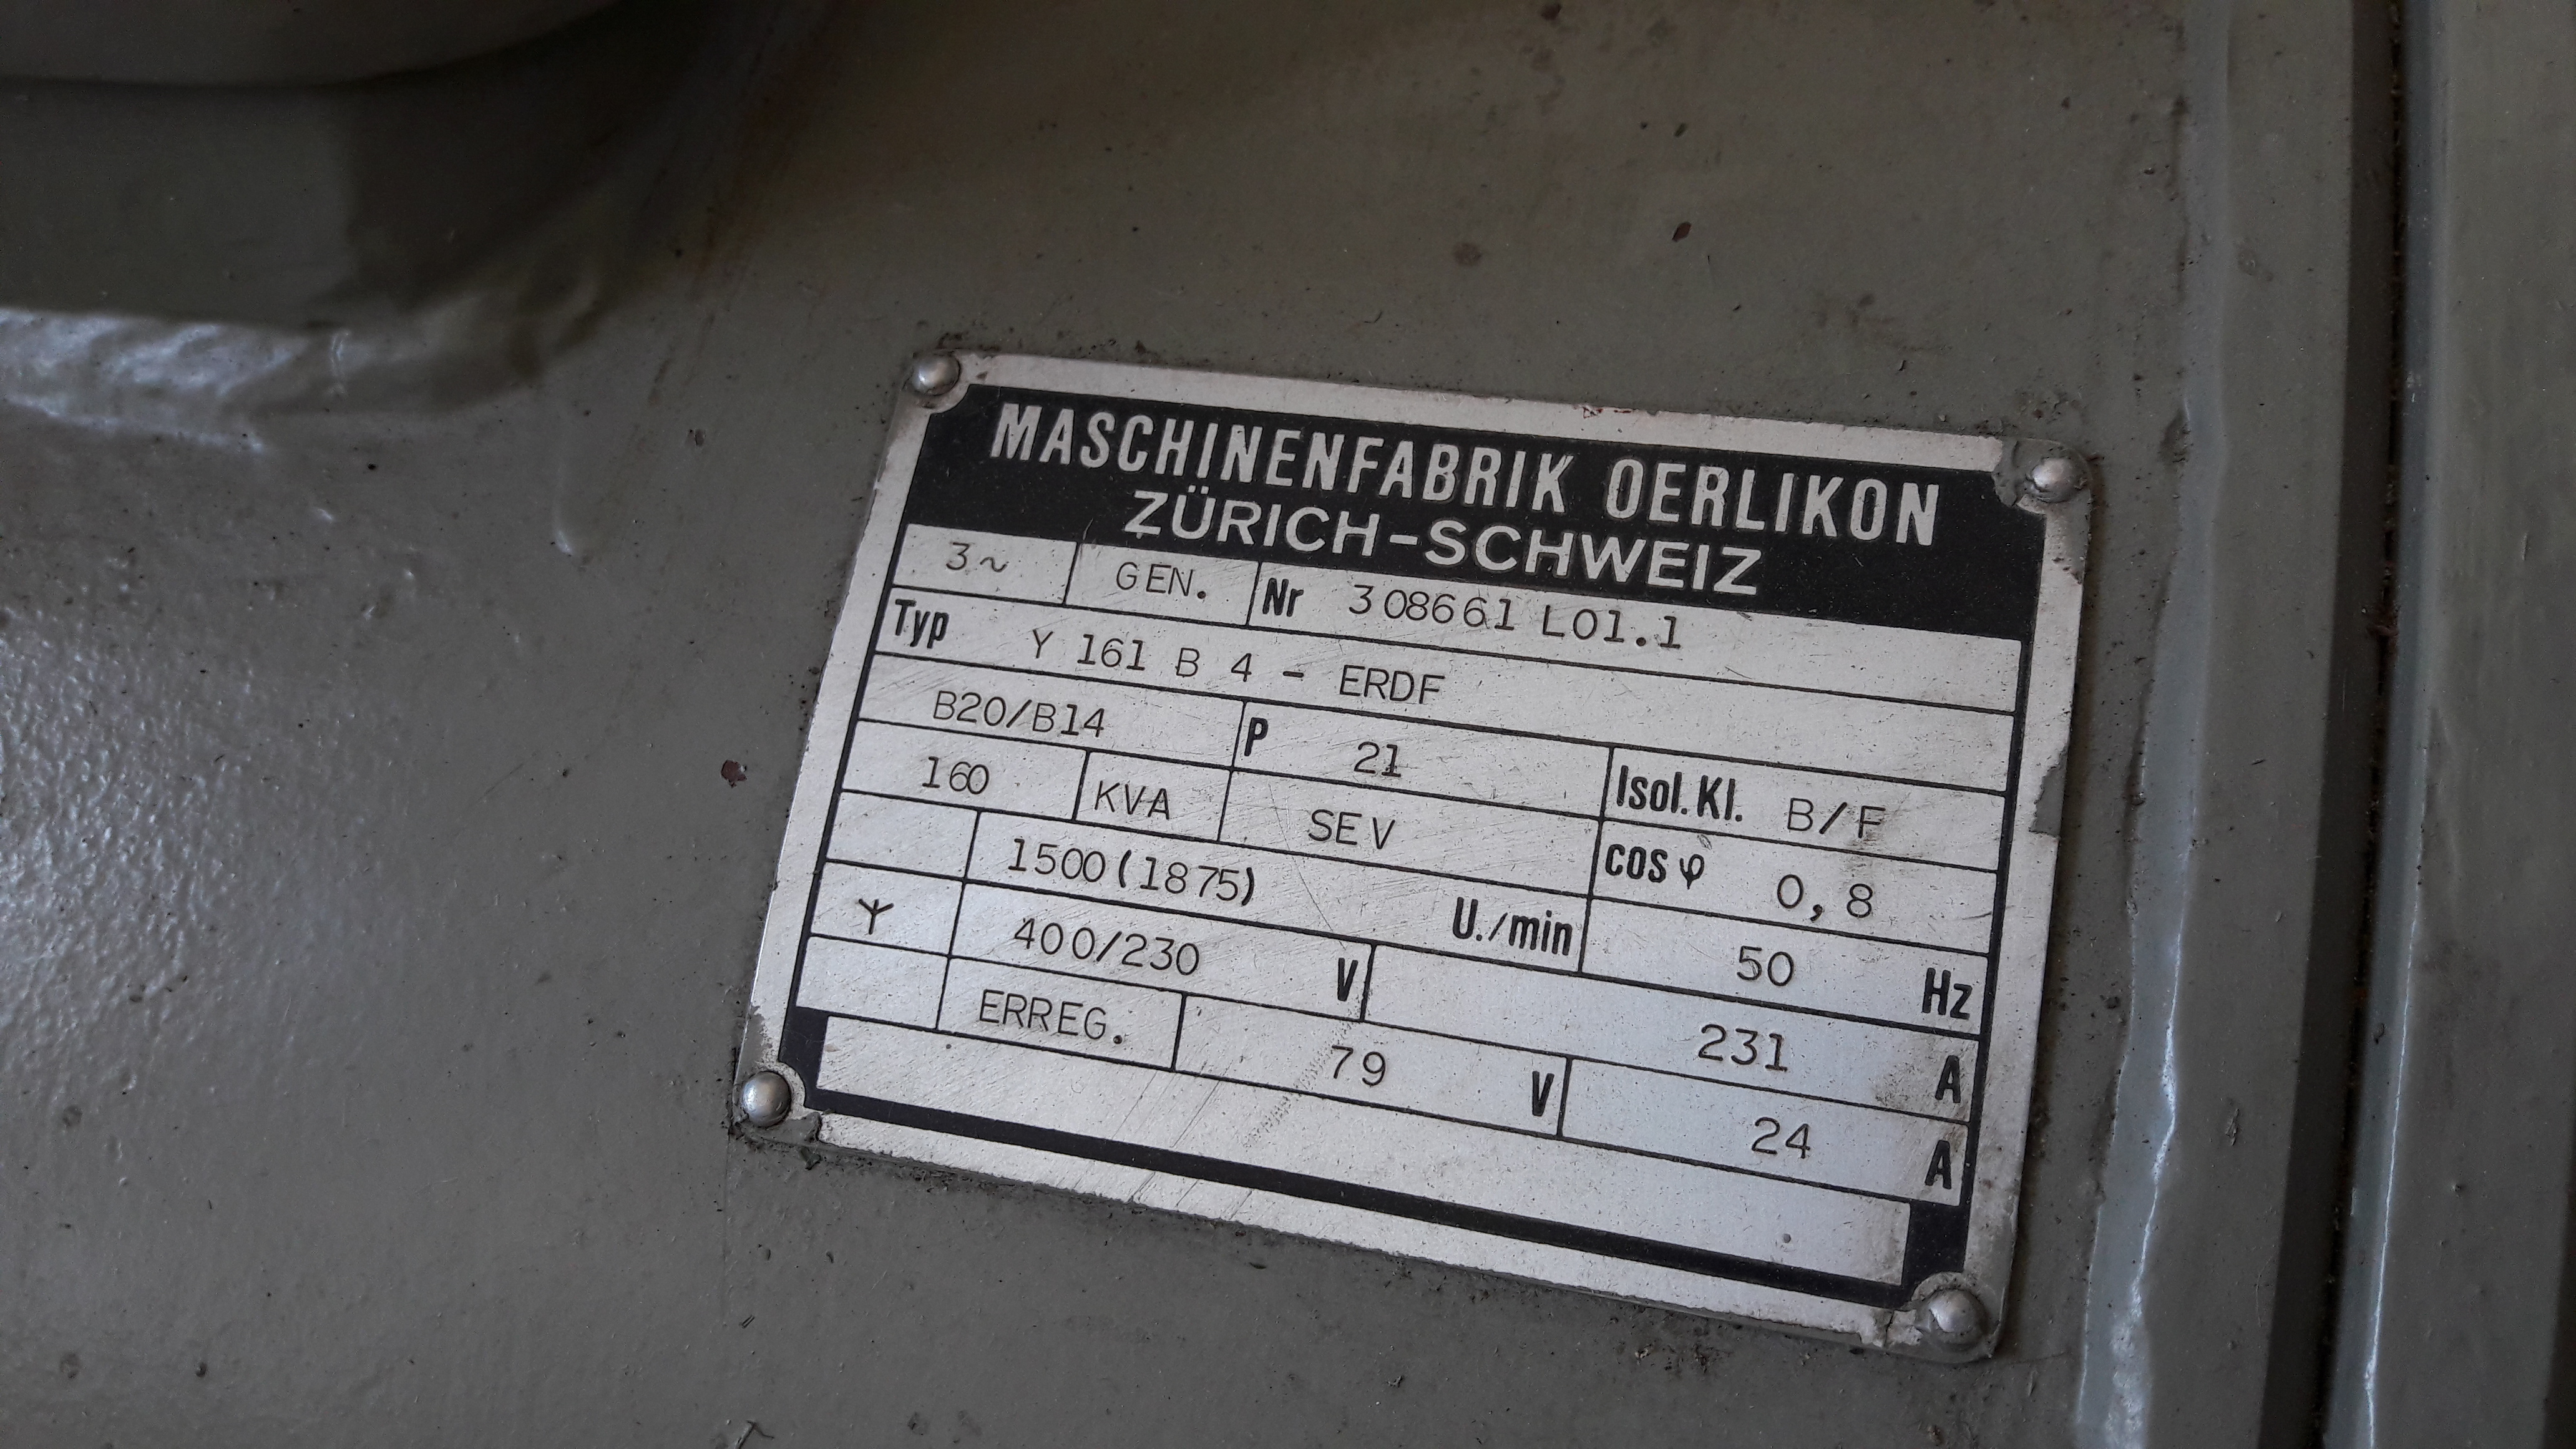 MASCHINENFABRIK OERLIKON
ZÜRICH-SCHWEIZ
3~ GEN. Nr 308661 L01.1
Typ Y 161 B 4 - ERDF
B20/B14 P 21 Isol. Kl. B/F
160 KVA SEV cos φ 0,8
1500(1875) U./min 50 Hz
400/230 V 231 A
ERREG. 79 V 24 A